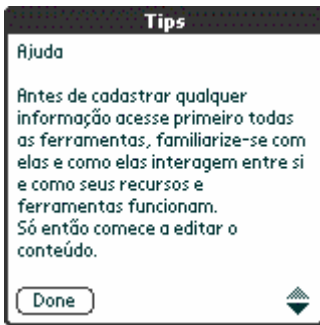 Tips
Ajuda
Antes de cadastrar qualquer
informação acesse primeiro todas
as ferramentas, familiarize-se com
elas e como elas interagem entre si
e como seus recursos e
ferramentas funcionam.
Só então comece a editar o
conteúdo.
Done